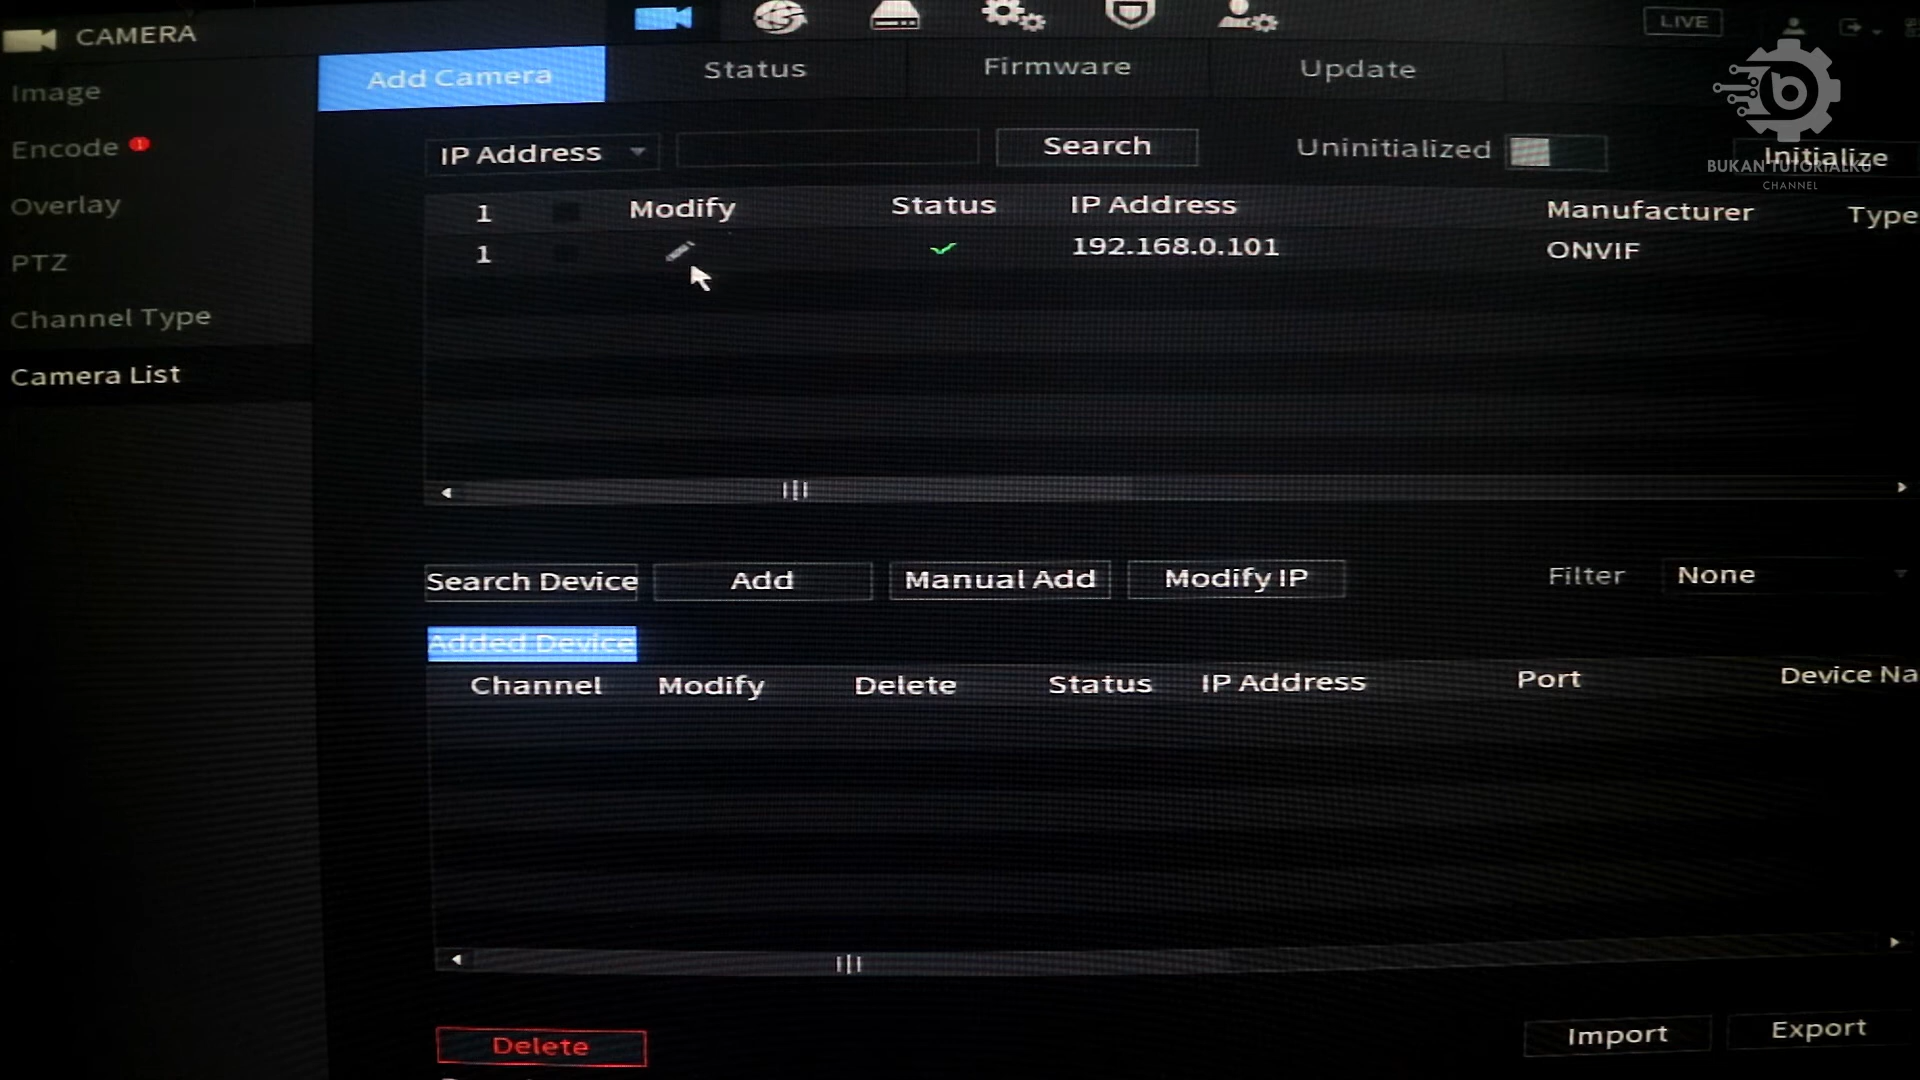 CAMERA
LIVE
Image
Encode
Overlay
PTZ
Channel Type
Camera List
Add Camera
Status
Firmware
Update
IP Address
Search
Uninitialized
Initialize
BUKAN TUTORIALKU
CHANNEL
1 Modify Status IP Address Manufacturer Type
1 192.168.0.101 ONVIF
Search Device
Add
Manual Add
Modify IP
Filter
None
Added Device
Channel Modify Delete Status IP Address Port Device Na
Delete
Import
Export